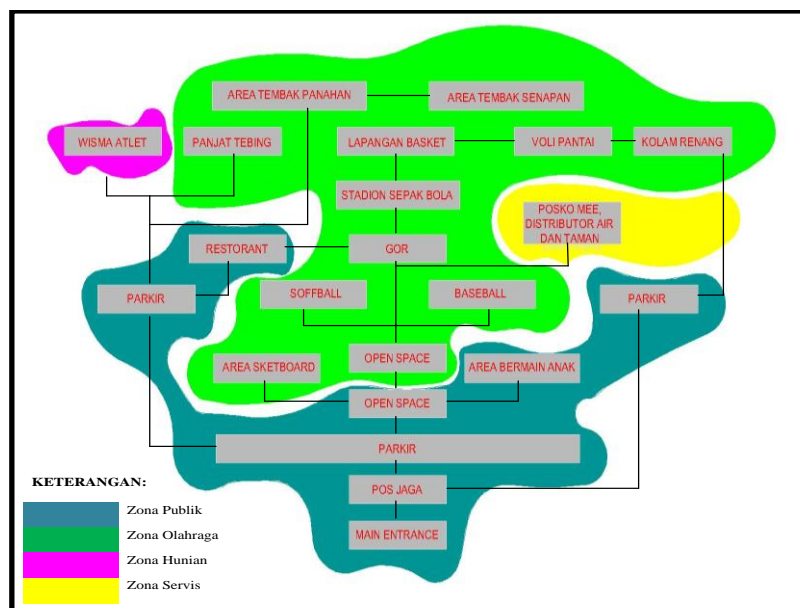 AREA TEMBAK PANAHAN
AREA TEMBAK SENAPAN
WISMA ATLET
PANJAT TEBING
LAPANGAN BASKET
VOLI PANTAI
KOLAM RENANG
STADION SEPAK BOLA
POSKO MEE,
DISTRIBUTOR AIR
DAN TAMAN
RESTORANT
GOR
PARKIR
SOFFBALL
BASEBALL
PARKIR
OPEN SPACE
AREA SKETBOARD
AREA BERMAIN ANAK
OPEN SPACE
PARKIR
POS JAGA
MAIN ENTRANCE
KETERANGAN:
Zona Publik
Zona Olahraga
Zona Hunian
Zona Servis